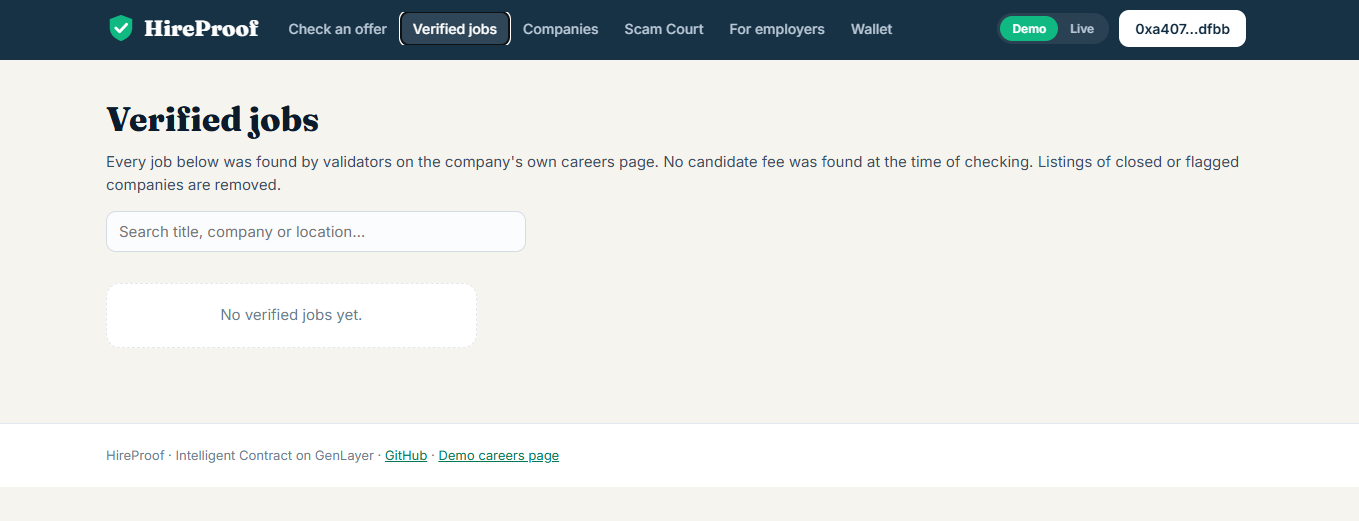 HireProof
Check an offer
Verified jobs
Companies
Scam Court
For employers
Wallet
Demo
Live
0xa407...dfbb
Verified jobs
Every job below was found by validators on the company's own careers page. No candidate fee was found at the time of checking. Listings of closed or flagged
companies are removed.
Search title, company or location...
No verified jobs yet.
HireProof · Intelligent Contract on GenLayer · GitHub · Demo careers page